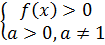 f(x) > 0
a > 0, a ≠ 1